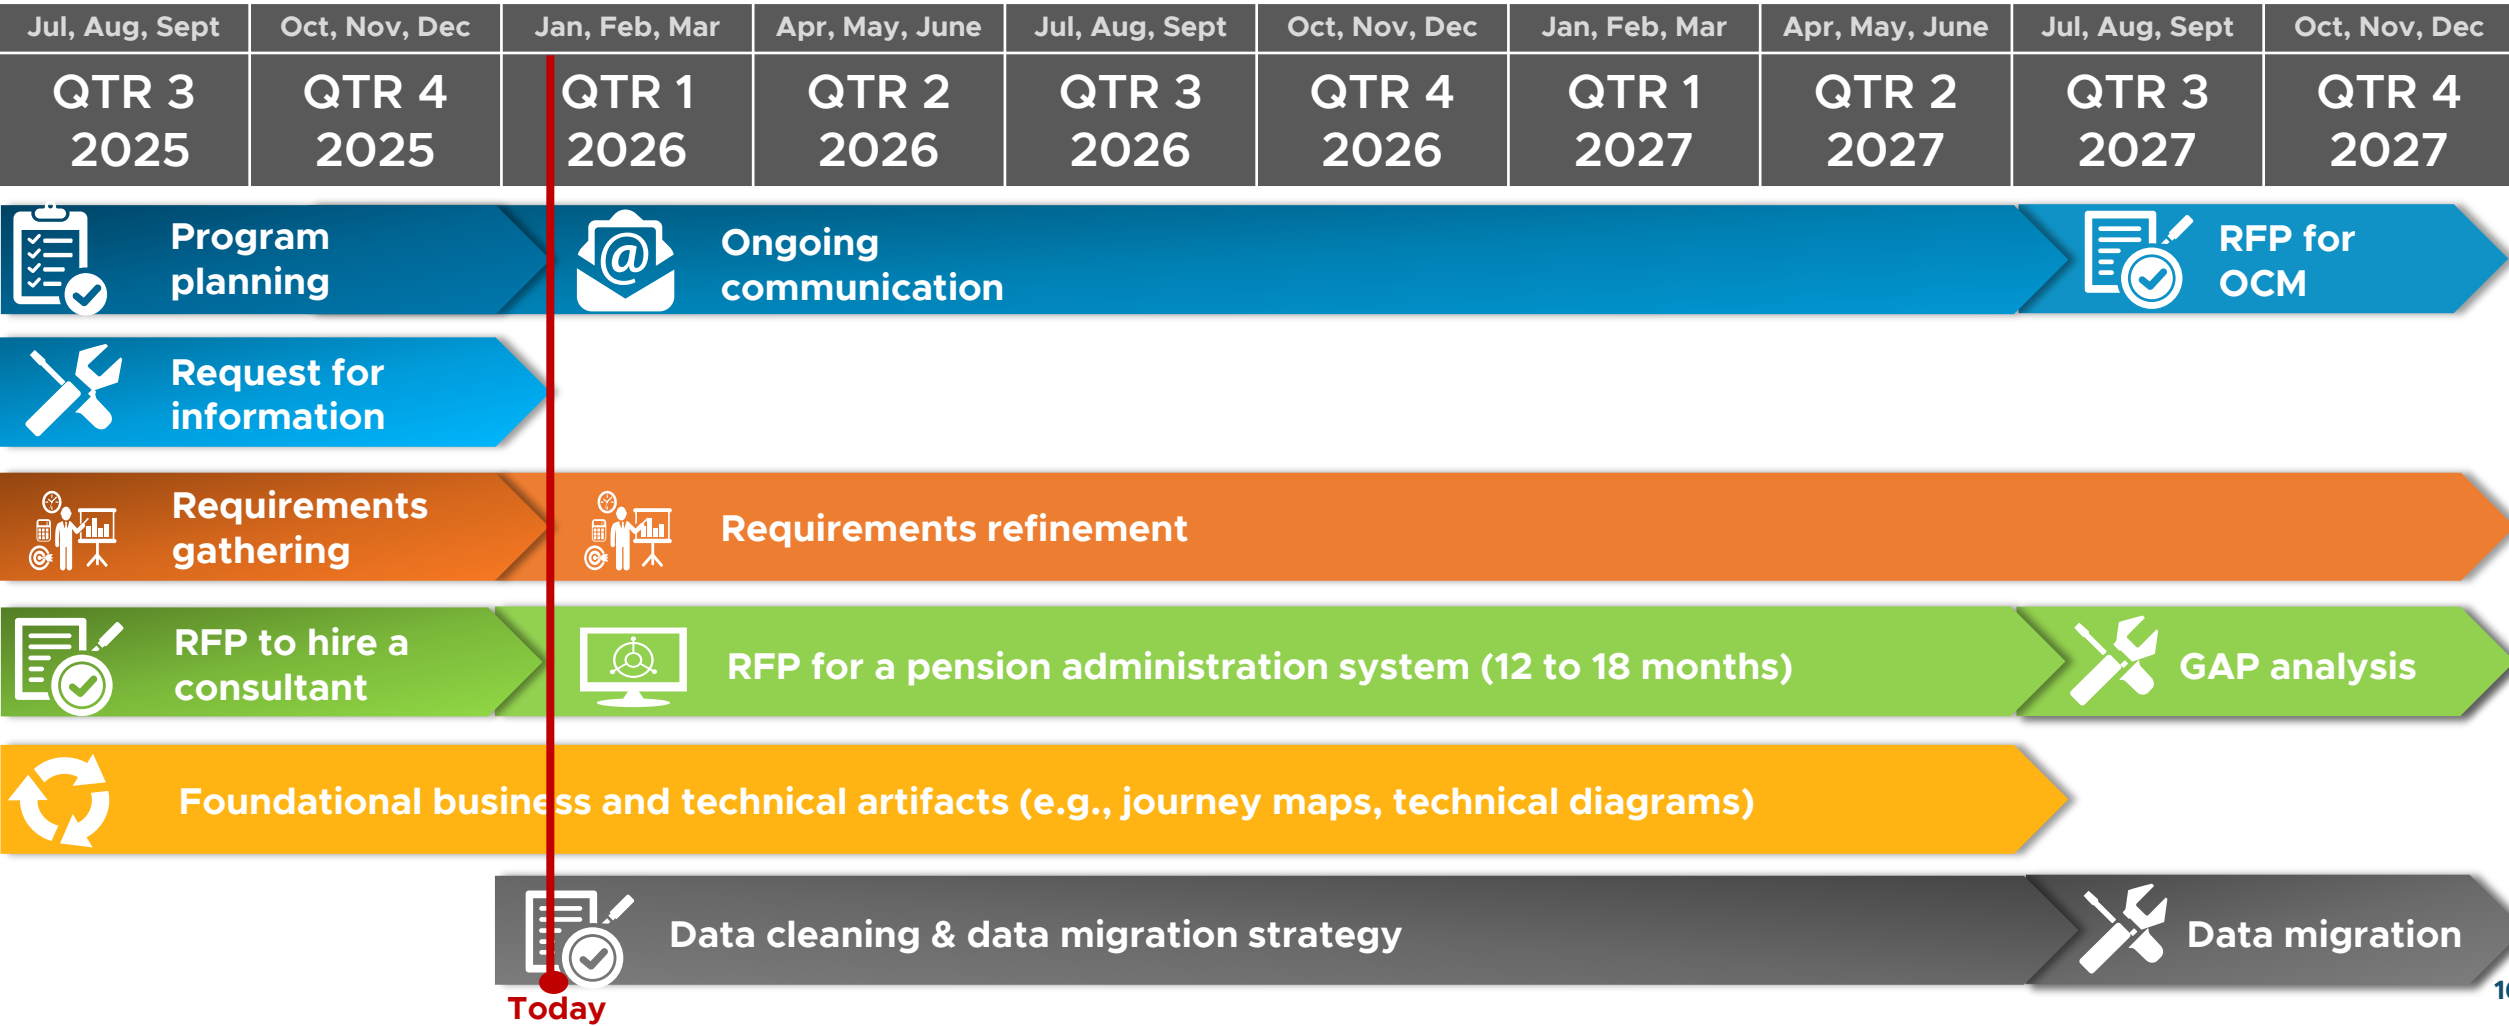 Jul, Aug, Sept
Oct, Nov, Dec
Jan, Feb, Mar
Apr, May, June
Jul, Aug, Sept
Oct, Nov, Dec
Jan, Feb, Mar
Apr, May, June
Jul, Aug, Sept
Oct, Nov, Dec
QTR 3
2025
QTR 4
2025
QTR 1
2026
QTR 2
2026
QTR 3
2026
QTR 4
2026
QTR 1
2027
QTR 2
2027
QTR 3
2027
QTR 4
2027
Program
planning
@
Ongoing
communication
RFP for
OCM
Request for
information
Requirements
gathering
Requirements refinement
RFP to hire a
consultant
RFP for a pension administration system (12 to 18 months)
GAP analysis
Foundational business and technical artifacts (e.g., journey maps, technical diagrams)
Data cleaning & data migration strategy
Data migration
Today